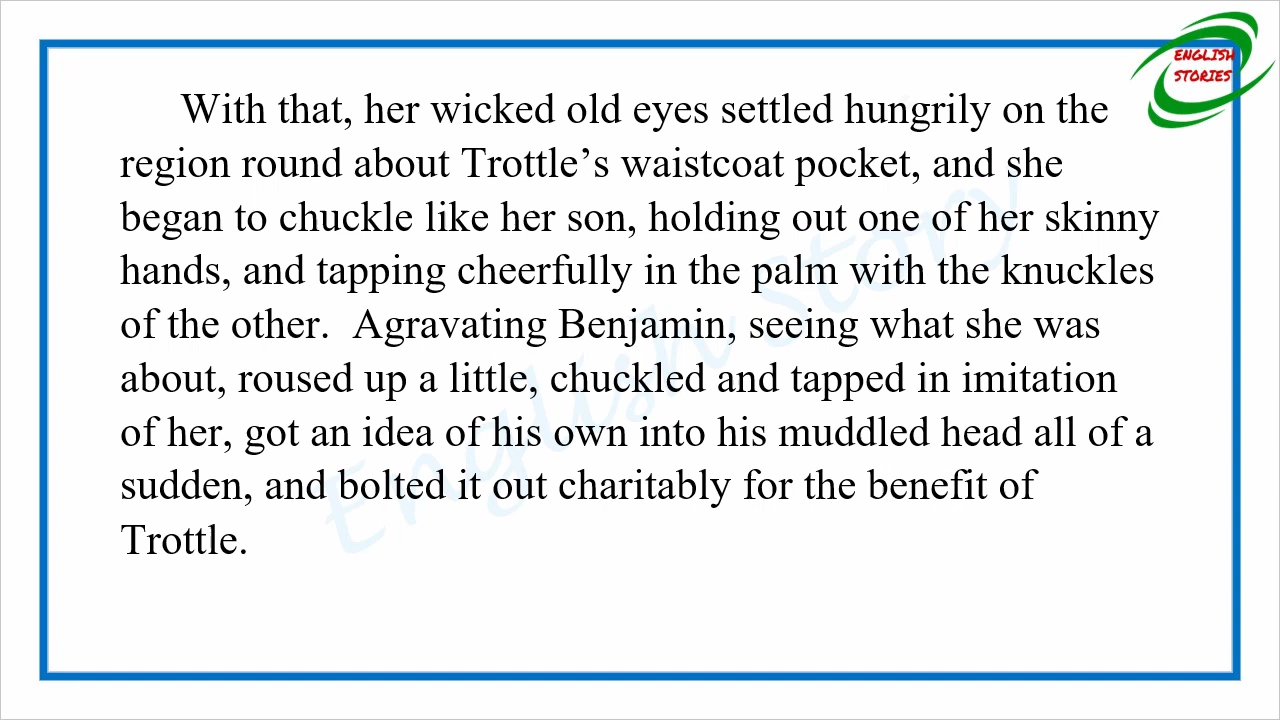 ENGLISH
STORIES
With that, her wicked old eyes settled hungrily on the
region round about Trottle’s waistcoat pocket, and she
began to chuckle like her son, holding out one of her skinny
hands, and tapping cheerfully in the palm with the knuckles
of the other.  Agravating Benjamin, seeing what she was
about, roused up a little, chuckled and tapped in imitation
of her, got an idea of his own into his muddled head all of a
sudden, and bolted it out charitably for the benefit of
Trottle.
English Story